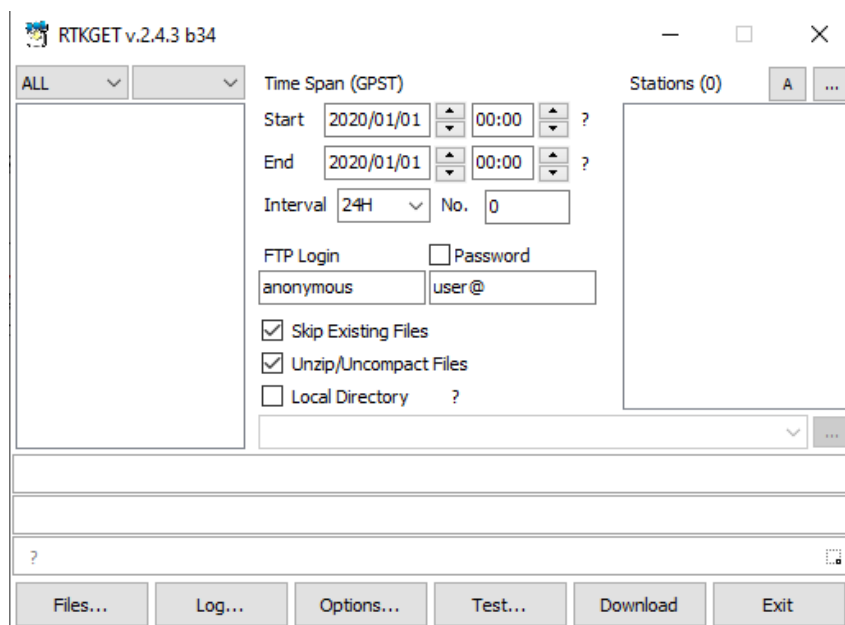 RTKGET v.2.4.3 b34
ALL
Time Span (GPST)
Stations (0) A ...
Start 2020/01/01 00:00 ?
End 2020/01/01 00:00 ?
Interval 24H No. 0
FTP Login Password
anonymous user@
Skip Existing Files
Unzip/Uncompact Files
Local Directory ?
...
?
Files... Log... Options... Test... Download Exit